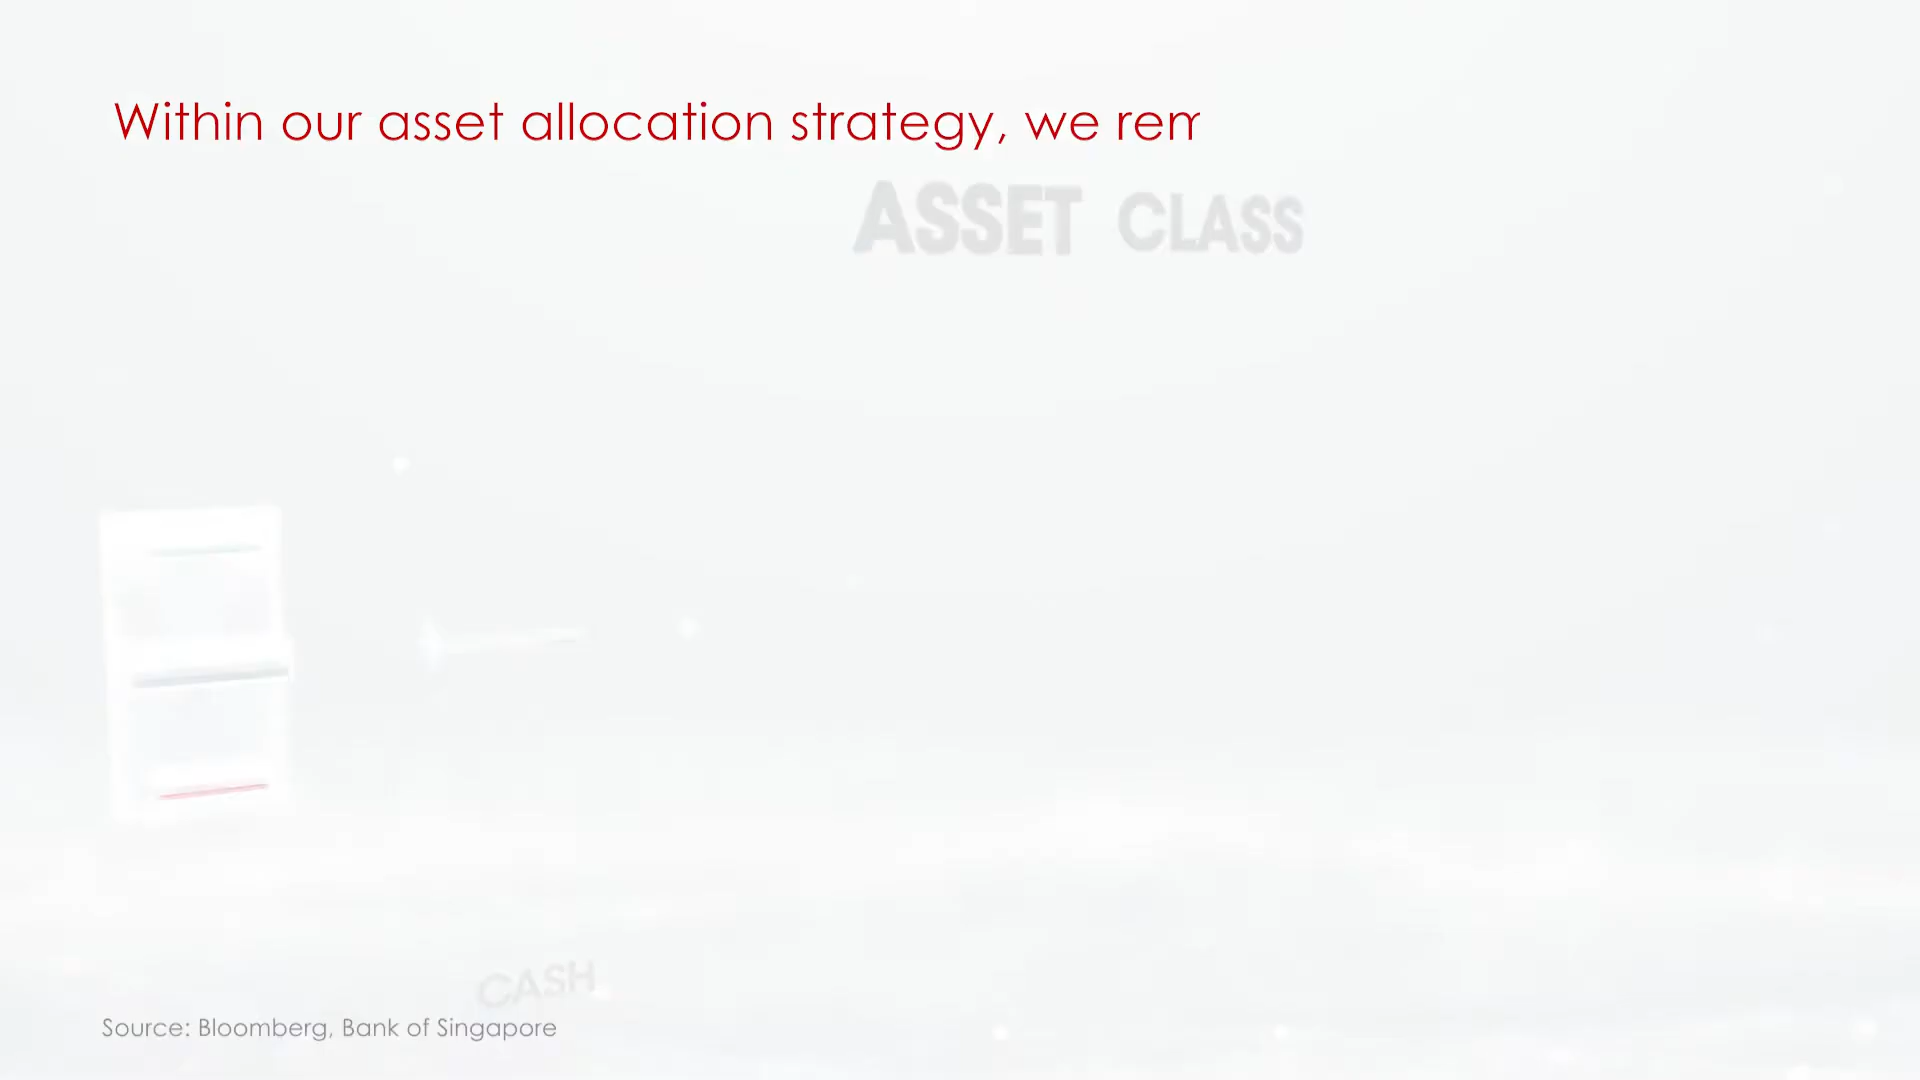 Within our asset allocation strategy, we rem
ASSET CLASS
CASH
Source: Bloomberg, Bank of Singapore